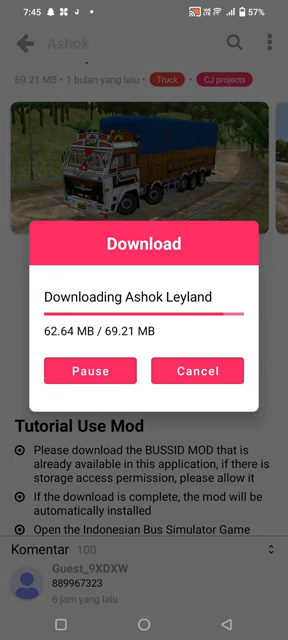 7:45
57%
Ashok
69.21 MB • 1 bulan yang lalu • Truck • CJ projects
Download
Downloading Ashok Leyland
62.64 MB / 69.21 MB
Pause Cancel
Tutorial Use Mod
Please download the BUSSID MOD that is
already available in this application, if there is
storage access permission, please allow it
If the download is complete, the mod will be
automatically installed
Open the Indonesian Bus Simulator Game
Komentar 100
Guest_9XDXW
889967323
6 jam yang lalu